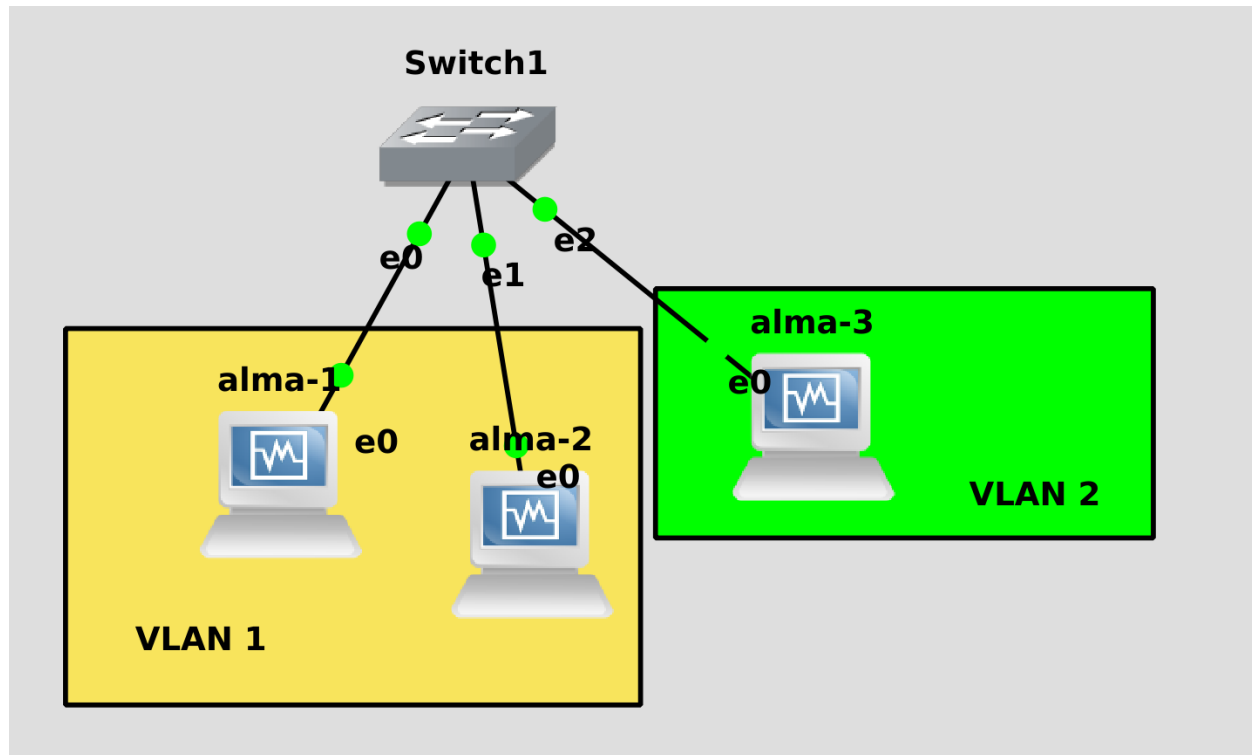 Switch1
e0
e1
e2
alma-1
e0
alma-2
e0
VLAN 1
alma-3
e0
VLAN 2